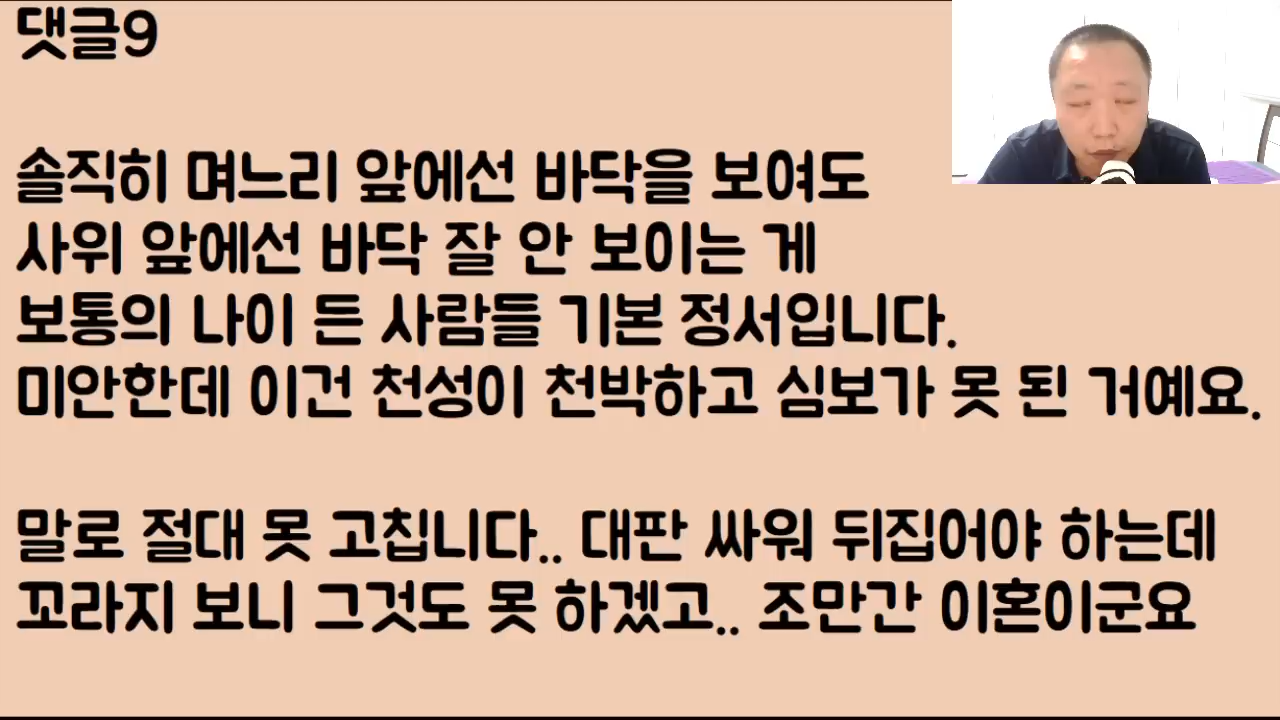 댓글9
솔직히 며느리 앞에선 바닥을 보여도
사위 앞에선 바닥 잘 안 보이는 게
보통의 나이 든 사람들 기본 정서입니다.
미안한데 이건 천성이 천박하고 심보가 못 된 거예요.
말로 절대 못 고칩니다.. 대판 싸워 뒤집어야 하는데
꼬라지 보니 그것도 못 하겠고.. 조만간 이혼이군요